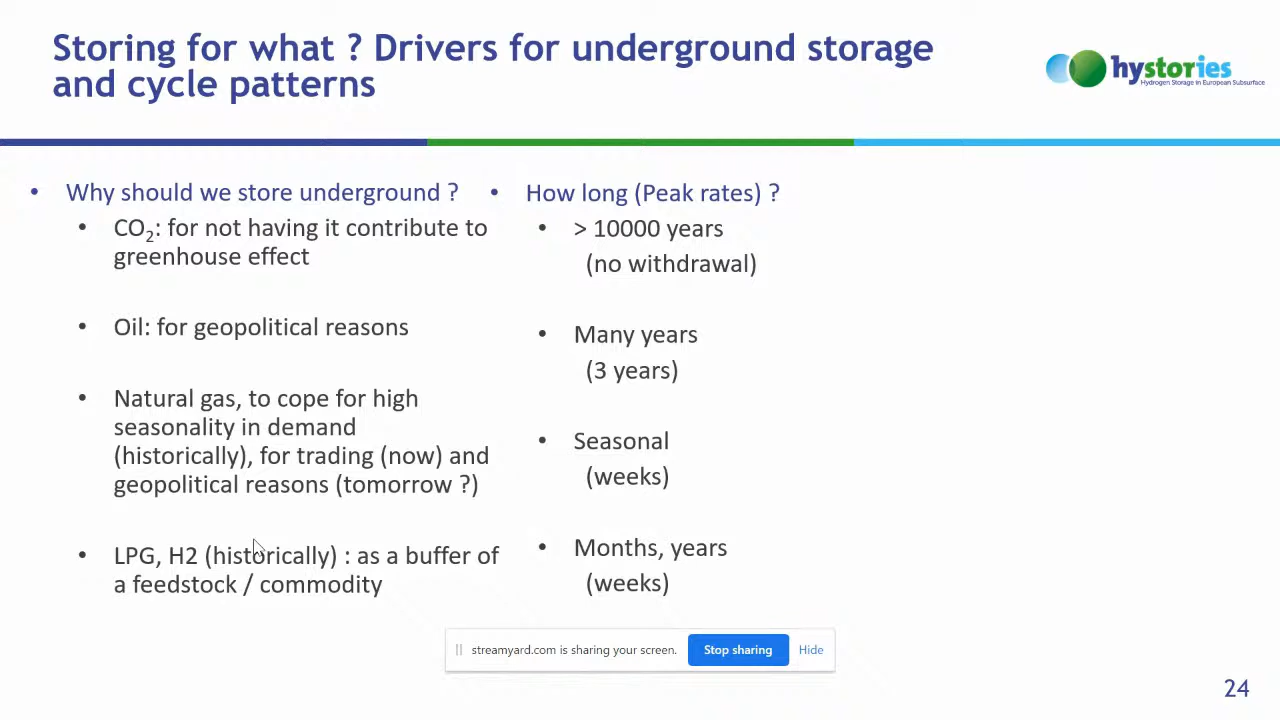 Storing for what ? Drivers for underground storage
and cycle patterns
hystories
Hydrogen Storage in European Subsurface
• Why should we store underground ?
• CO₂: for not having it contribute to
greenhouse effect
• Oil: for geopolitical reasons
• Natural gas, to cope for high
seasonality in demand
(historically), for trading (now) and
geopolitical reasons (tomorrow ?)
• LPG, H2 (historically) : as a buffer of
a feedstock / commodity
• How long (Peak rates) ?
• > 10000 years
(no withdrawal)
• Many years
(3 years)
• Seasonal
(weeks)
• Months, years
(weeks)
streamyard.com is sharing your screen. Stop sharing Hide
24